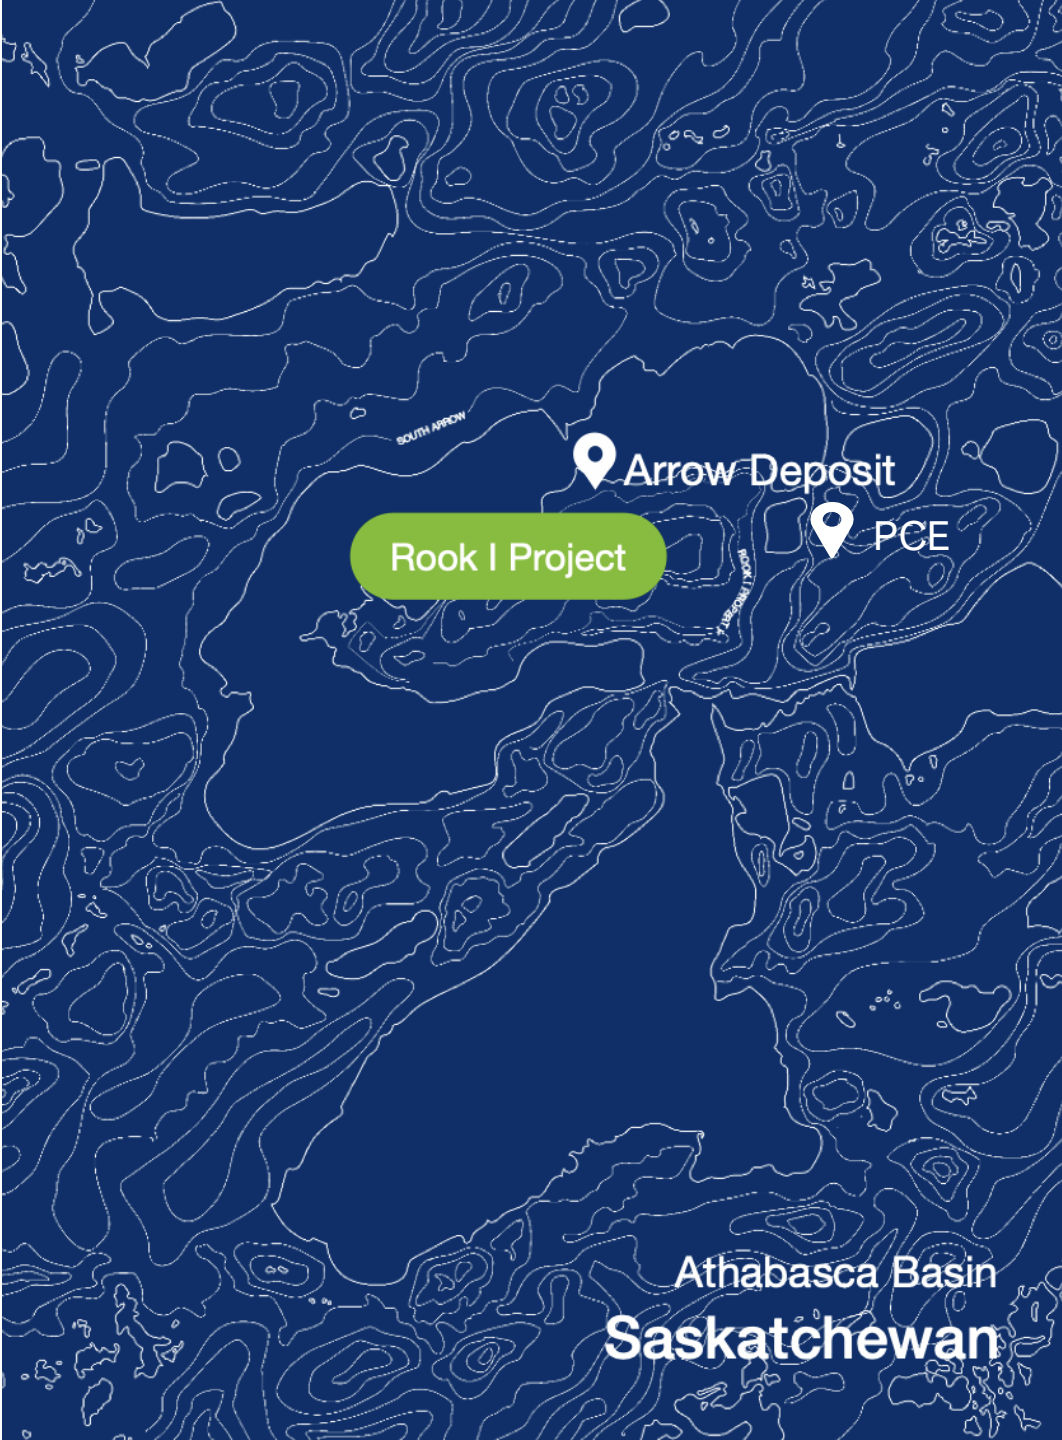 SOUTH ARROW
Arrow Deposit
PCE
Rook I Project
ROOK I PROPERTY
Athabasca Basin
Saskatchewan